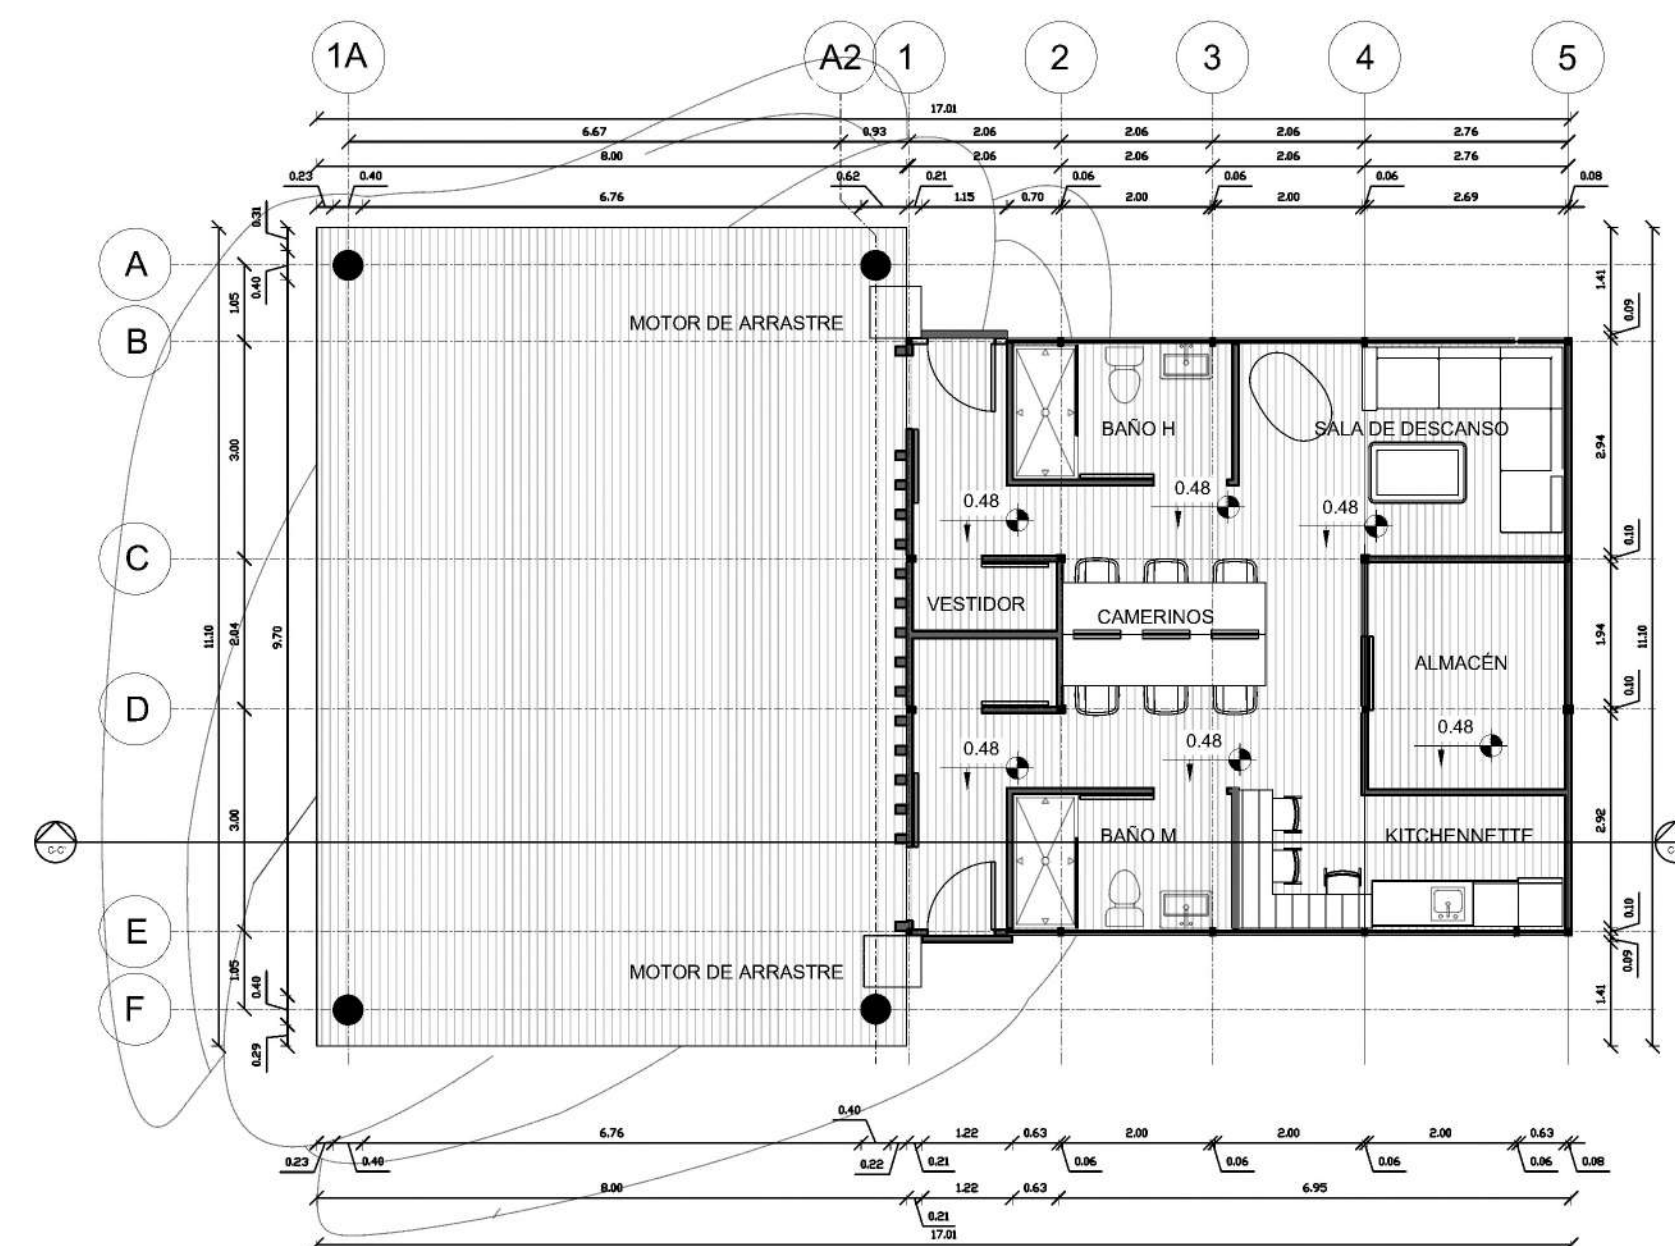 1A A2 1 2 3 4 5
17.01
6.67 0.93 2.06 2.06 2.06 2.76
8.00 2.06 2.06 2.06 2.76
0.23 0.40 0.62 0.21 0.06 0.06 0.06 0.08
6.76 1.15 0.70 2.00 2.00 2.69
0.31
A
0.40
1.05
1.41
0.09
MOTOR DE ARRASTRE
B
BAÑO H
SALA DE DESCANSO
3.00
2.94
0.48
0.48
0.48
0.10
C
VESTIDOR
CAMERINOS
11.10
2.04
9.70
1.94
11.10
ALMACÉN
0.10
D
0.48
0.48
0.48
3.00
2.92
BAÑO M
KITCHENNETTE
C-C'
C
0.10
E
0.09
MOTOR DE ARRASTRE
1.05
0.40
1.41
F
0.29
0.40
6.76 1.22 0.63 2.00 2.00 2.00 0.63
0.23 0.40 0.22 0.21 0.06 0.06 0.06 0.06 0.08
8.00 1.22 0.63 6.95
0.21
17.01